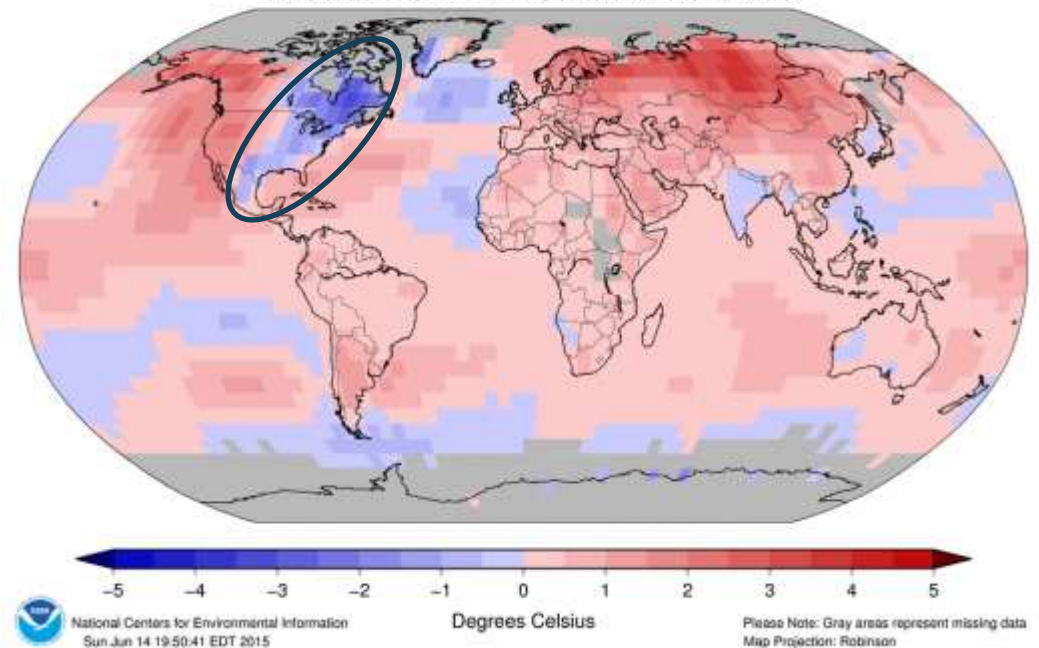 −5 −4 −3 −2 −1 0 1 2 3 4 5
Degrees Celsius
National Centers for Environmental Information
Sun Jun 14 19:50:41 EDT 2015
Please Note: Gray areas represent missing data
Map Projection: Robinson